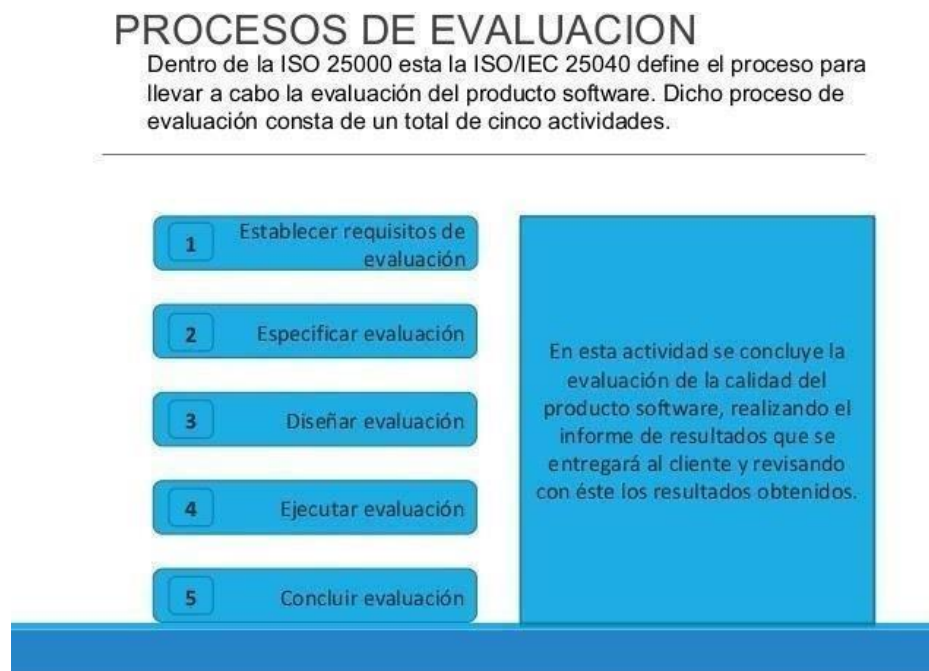 PROCESOS DE EVALUACION
Dentro de la ISO 25000 esta la ISO/IEC 25040 define el proceso para
llevar a cabo la evaluación del producto software. Dicho proceso de
evaluación consta de un total de cinco actividades.
1
Establecer requisitos de
evaluación
2
Especificar evaluación
3
Diseñar evaluación
4
Ejecutar evaluación
5
Concluir evaluación
En esta actividad se concluye la
evaluación de la calidad del
producto software, realizando el
informe de resultados que se
entregará al cliente y revisando
con éste los resultados obtenidos.